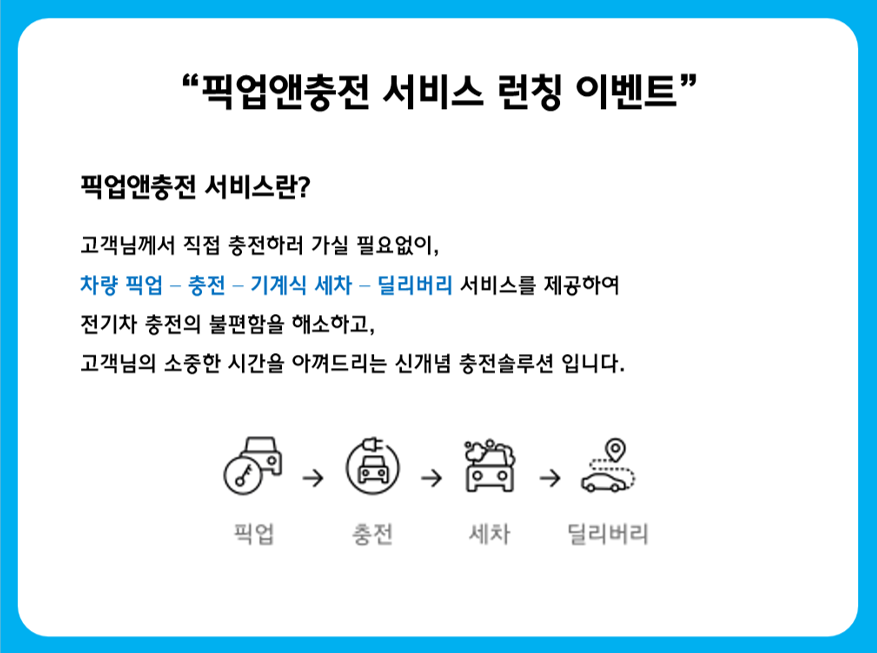 “픽업앤충전 서비스 런칭 이벤트”
픽업앤충전 서비스란?
고객님께서 직접 충전하러 가실 필요없이,
차량 픽업 – 충전 – 기계식 세차 – 딜리버리 서비스를 제공하여
전기차 충전의 불편함을 해소하고,
고객님의 소중한 시간을 아껴드리는 신개념 충전솔루션 입니다.
픽업 → 충전 → 세차 → 딜리버리